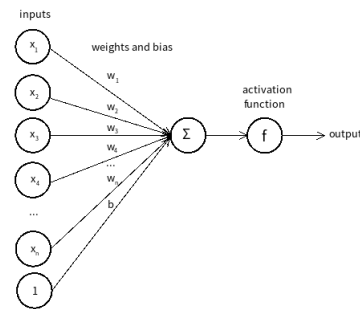 inputs
x1
weights and bias
w1
x2
activation
function
w2
x3
w3
Σ
f
output
w4
x4
...
wn
...
b
xn
1